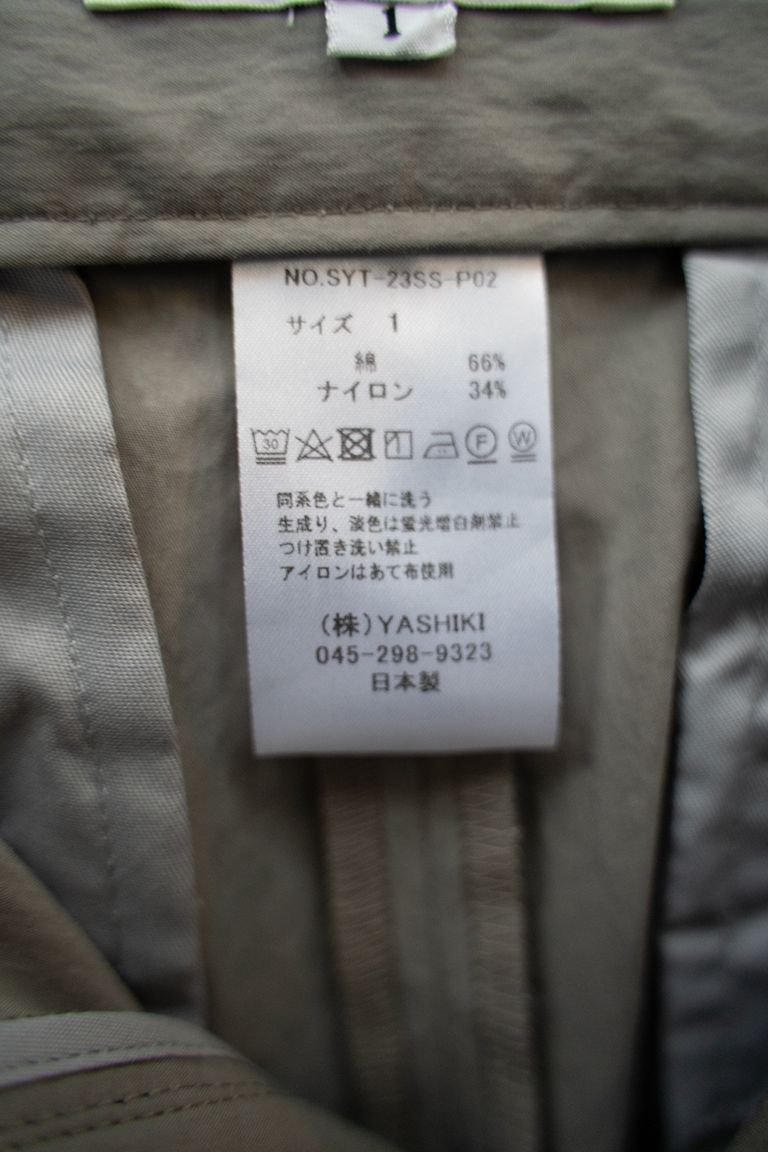 1
NO.SYT-23SS-P02
サイズ 1
綿 66%
ナイロン 34%
30 F W
同系色と一緒に洗う
生成り、淡色は蛍光増白剤禁止
つけ置き洗い禁止
アイロンはあて布使用
(株)YASHIKI
045-298-9323
日本製